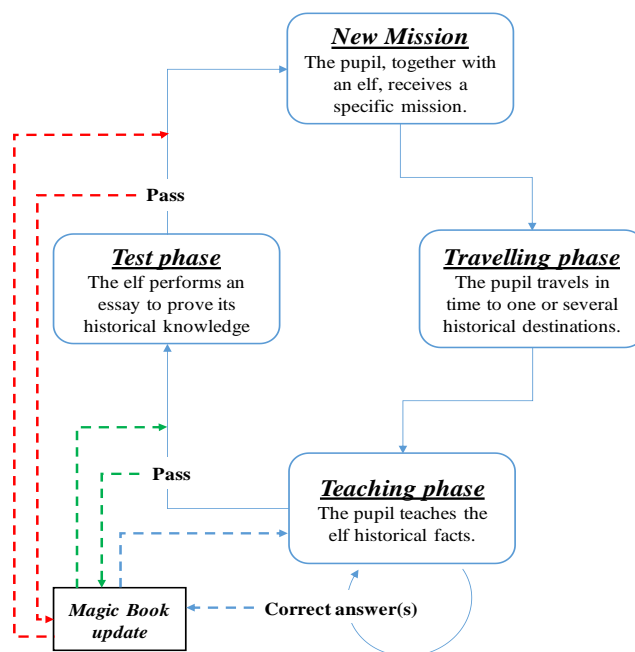 New Mission
The pupil, together with
an elf, receives a
specific mission.
Pass
Test phase
The elf performs an
essay to prove its
historical knowledge
Travelling phase
The pupil travels in
time to one or several
historical destinations.
Pass
Teaching phase
The pupil teaches the
elf historical facts.
Magic Book
update
Correct answer(s)